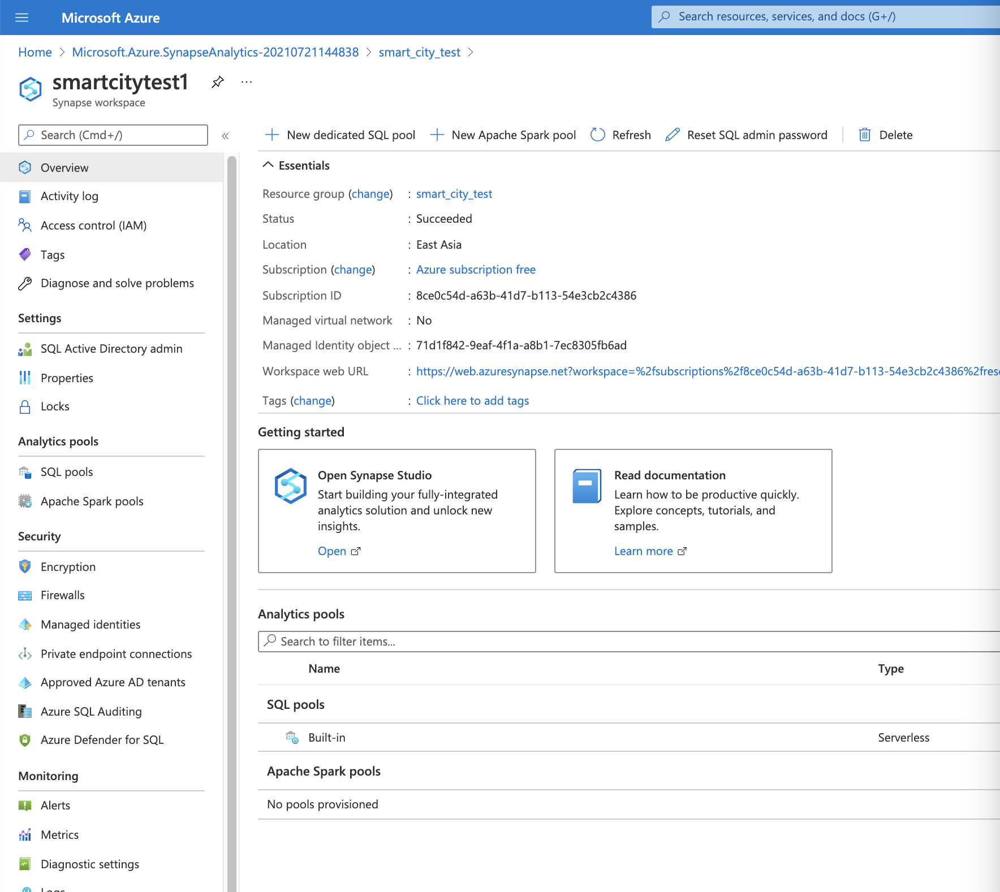 Microsoft Azure
Search resources, services, and docs (G+/)
Home > Microsoft.Azure.SynapseAnalytics-20210721144838 > smart_city_test >
smartcitytest1
...
Synapse workspace
Search (Cmd+/)
«
New dedicated SQL pool
New Apache Spark pool
Refresh
Reset SQL admin password
Delete
Overview
Activity log
Access control (IAM)
Tags
Diagnose and solve problems
Settings
SQL Active Directory admin
Properties
Locks
Analytics pools
SQL pools
Apache Spark pools
Security
Encryption
Firewalls
Managed identities
Private endpoint connections
Approved Azure AD tenants
Azure SQL Auditing
Azure Defender for SQL
Monitoring
Alerts
Metrics
Diagnostic settings
Logs
Essentials
Resource group (change) : smart_city_test
Status : Succeeded
Location : East Asia
Subscription (change) : Azure subscription free
Subscription ID : 8ce0c54d-a63b-41d7-b113-54e3cb2c4386
Managed virtual network : No
Managed Identity object ... : 71d1f842-9eaf-4f1a-a8b1-7ec8305fb6ad
Workspace web URL : https://web.azuresynapse.net?workspace=%2fsubscriptions%2f8ce0c54d-a63b-41d7-b113-54e3cb2c4386%2freso
Tags (change) : Click here to add tags
Getting started
Open Synapse Studio
Start building your fully-integrated
analytics solution and unlock new
insights.
Open
Read documentation
Learn how to be productive quickly.
Explore concepts, tutorials, and
samples.
Learn more
Analytics pools
Search to filter items...
Name Type
SQL pools
Built-in Serverless
Apache Spark pools
No pools provisioned